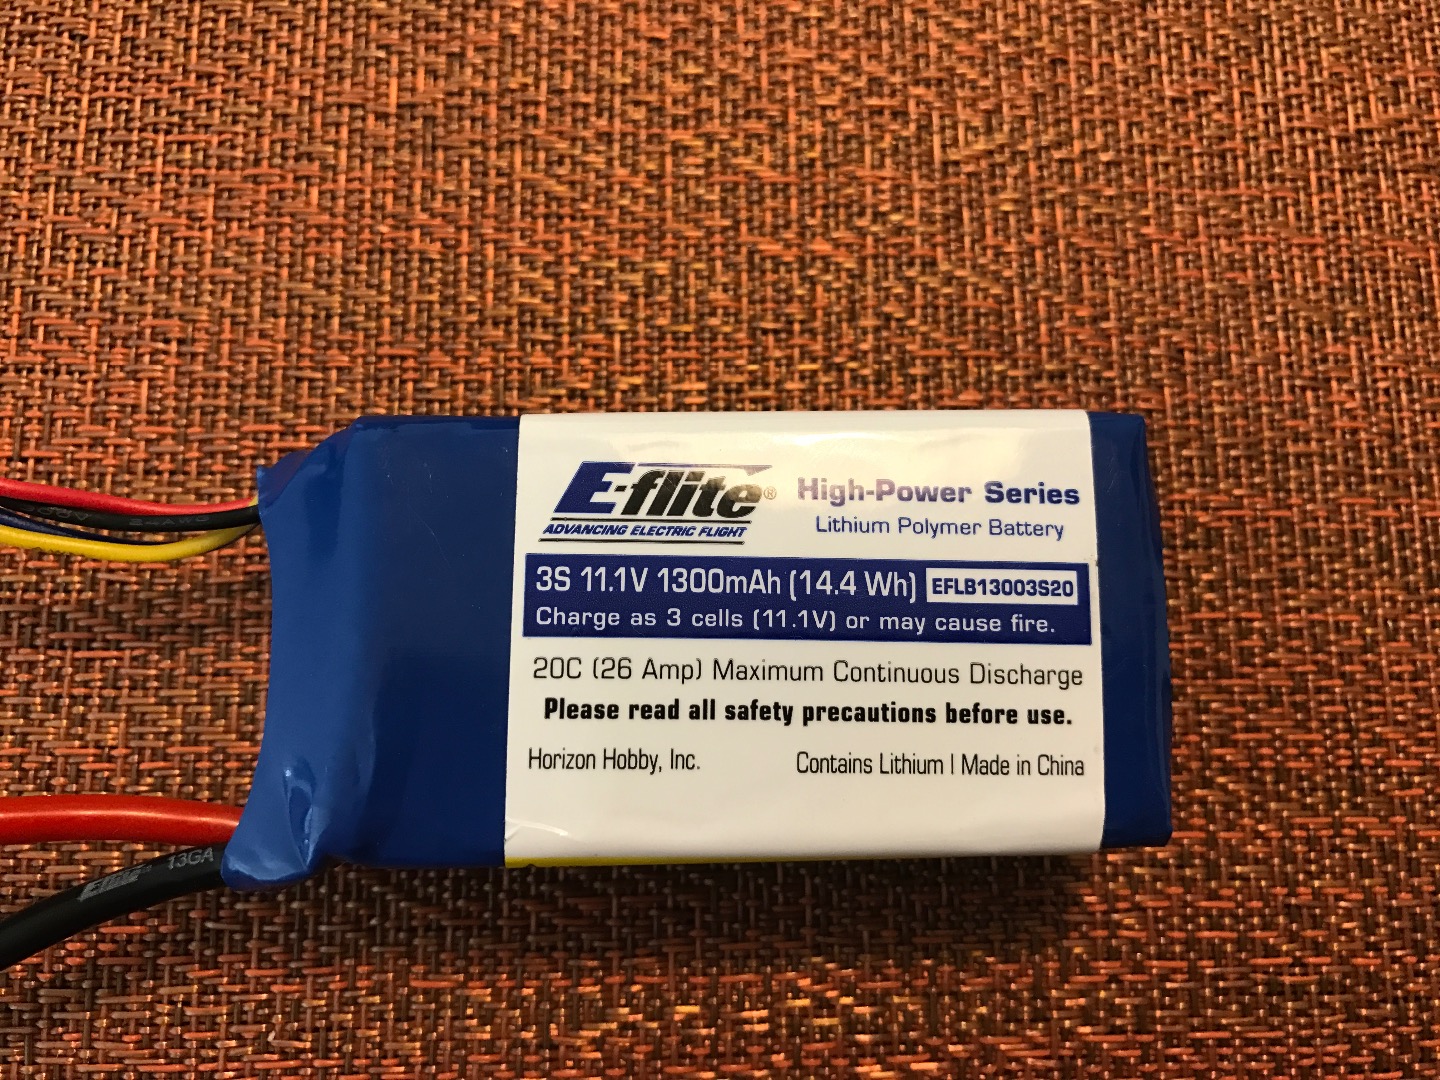 E-flite®
ADVANCING ELECTRIC FLIGHT
High-Power Series
Lithium Polymer Battery
3S 11.1V 1300mAh (14.4 Wh) EFLB13003S20
Charge as 3 cells (11.1V) or may cause fire.
20C (26 Amp) Maximum Continuous Discharge
Please read all safety precautions before use.
Horizon Hobby, Inc. Contains Lithium | Made in China
E-flite 13GA